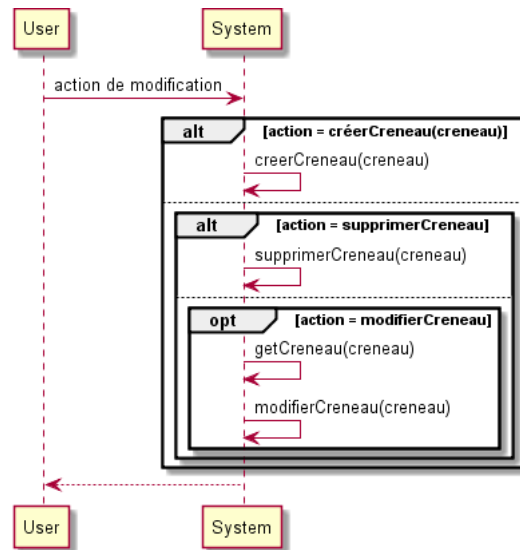 User System
action de modification
alt [action = créerCreneau(creneau)]
creerCreneau(creneau)
alt [action = supprimerCreneau]
supprimerCreneau(creneau)
opt [action = modifierCreneau]
getCreneau(creneau)
modifierCreneau(creneau)
User System